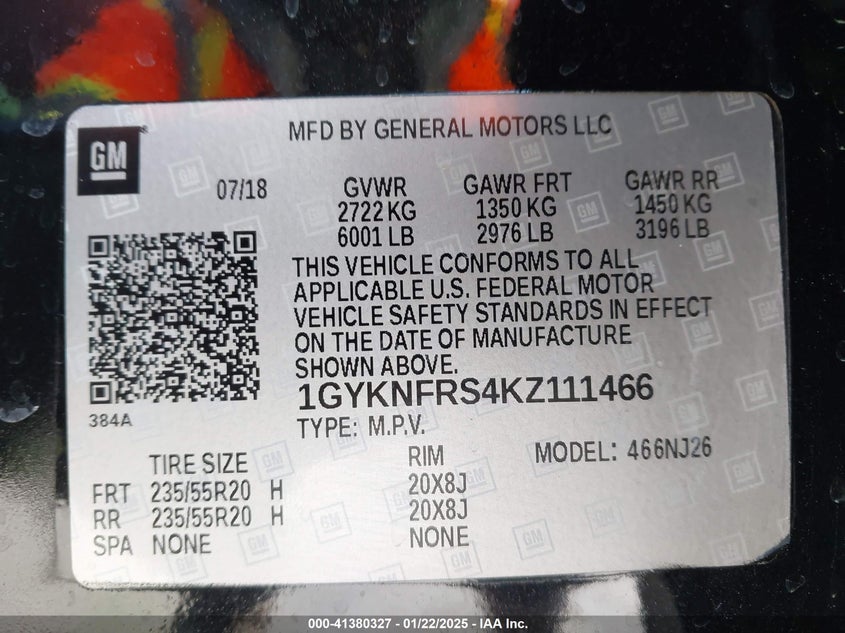 MFD BY GENERAL MOTORS LLC
GM
07/18
GVWR GAWR FRT GAWR RR
2722 KG 1350 KG 1450 KG
6001 LB 2976 LB 3196 LB
THIS VEHICLE CONFORMS TO ALL
APPLICABLE U.S. FEDERAL MOTOR
VEHICLE SAFETY STANDARDS IN EFFECT
ON THE DATE OF MANUFACTURE
SHOWN ABOVE.
1GYKNFRS4KZ111466
384A
TYPE: M.P.V.
MODEL: 466NJ26
TIRE SIZE RIM
FRT 235/55R20 H 20X8J
RR 235/55R20 H 20X8J
SPA NONE NONE
000-41380327 - 01/22/2025 - IAA Inc.